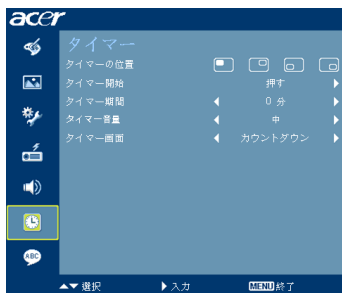 acer
タイマー
タイマーの位置
タイマー開始 押す
タイマー期間 0 分
タイマー音量 中
タイマー画面 カウントダウン
ABC
選択 入力 MENU 終了